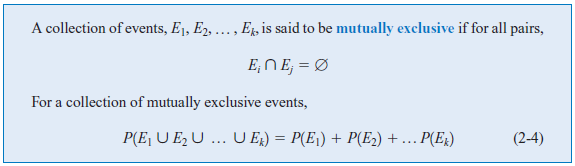 A collection of events, E₁, E₂, … , Eₖ, is said to be mutually exclusive if for all pairs,
Eᵢ ∩ Eⱼ = ∅
For a collection of mutually exclusive events,
P(E₁ ∪ E₂ ∪ … ∪ Eₖ) = P(E₁) + P(E₂) + … P(Eₖ) (2-4)